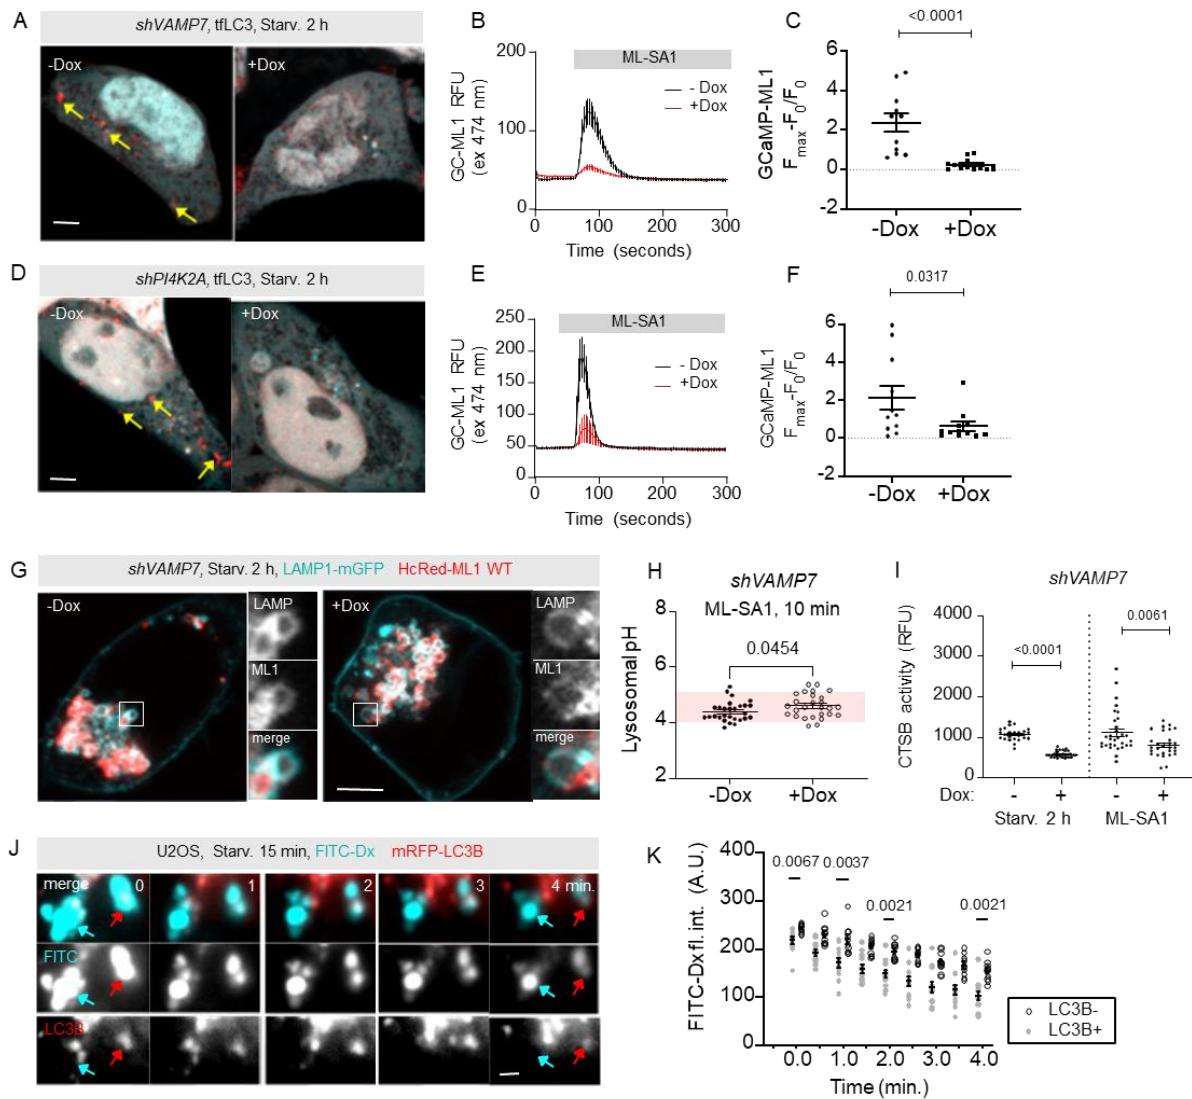 A
shVAMP7, tfLC3, Starv. 2 h
-Dox
+Dox
B
ML-SA1
- Dox
+Dox
GC-ML1 RFU
(ex 474 nm)
200
100
0
0 100 200 300
Time (seconds)
C
<0.0001
GCaMP-ML1
Fmax-F0/F0
6
4
2
0
-2
-Dox +Dox
D
shPI4K2A, tfLC3, Starv. 2 h
-Dox
+Dox
E
ML-SA1
- Dox
+Dox
GC-ML1 RFU
(ex 474 nm)
250
200
150
100
50
0
0 100 200 300
Time (seconds)
F
0.0317
GCaMP-ML1
Fmax-F0/F0
6
4
2
0
-2
-Dox +Dox
G
shVAMP7, Starv. 2 h, LAMP1-mGFP HcRed-ML1 WT
-Dox
LAMP
ML1
merge
+Dox
LAMP
ML1
merge
H
shVAMP7
ML-SA1, 10 min
0.0454
Lysosomal pH
8
6
4
2
-Dox +Dox
I
shVAMP7
<0.0001
0.0061
CTSB activity (RFU)
4000
3000
2000
1000
0
Dox: - + - +
Starv. 2 h ML-SA1
J
U2OS, Starv. 15 min, FITC-Dx mRFP-LC3B
merge 0 1 2 3 4 min.
FITC
LC3B
K
0.0067 0.0037
0.0021 0.0021
FITC-Dx fl. int. (A.U.)
400
300
200
100
0
0.0 1.0 2.0 3.0 4.0
Time (min.)
LC3B-
LC3B+